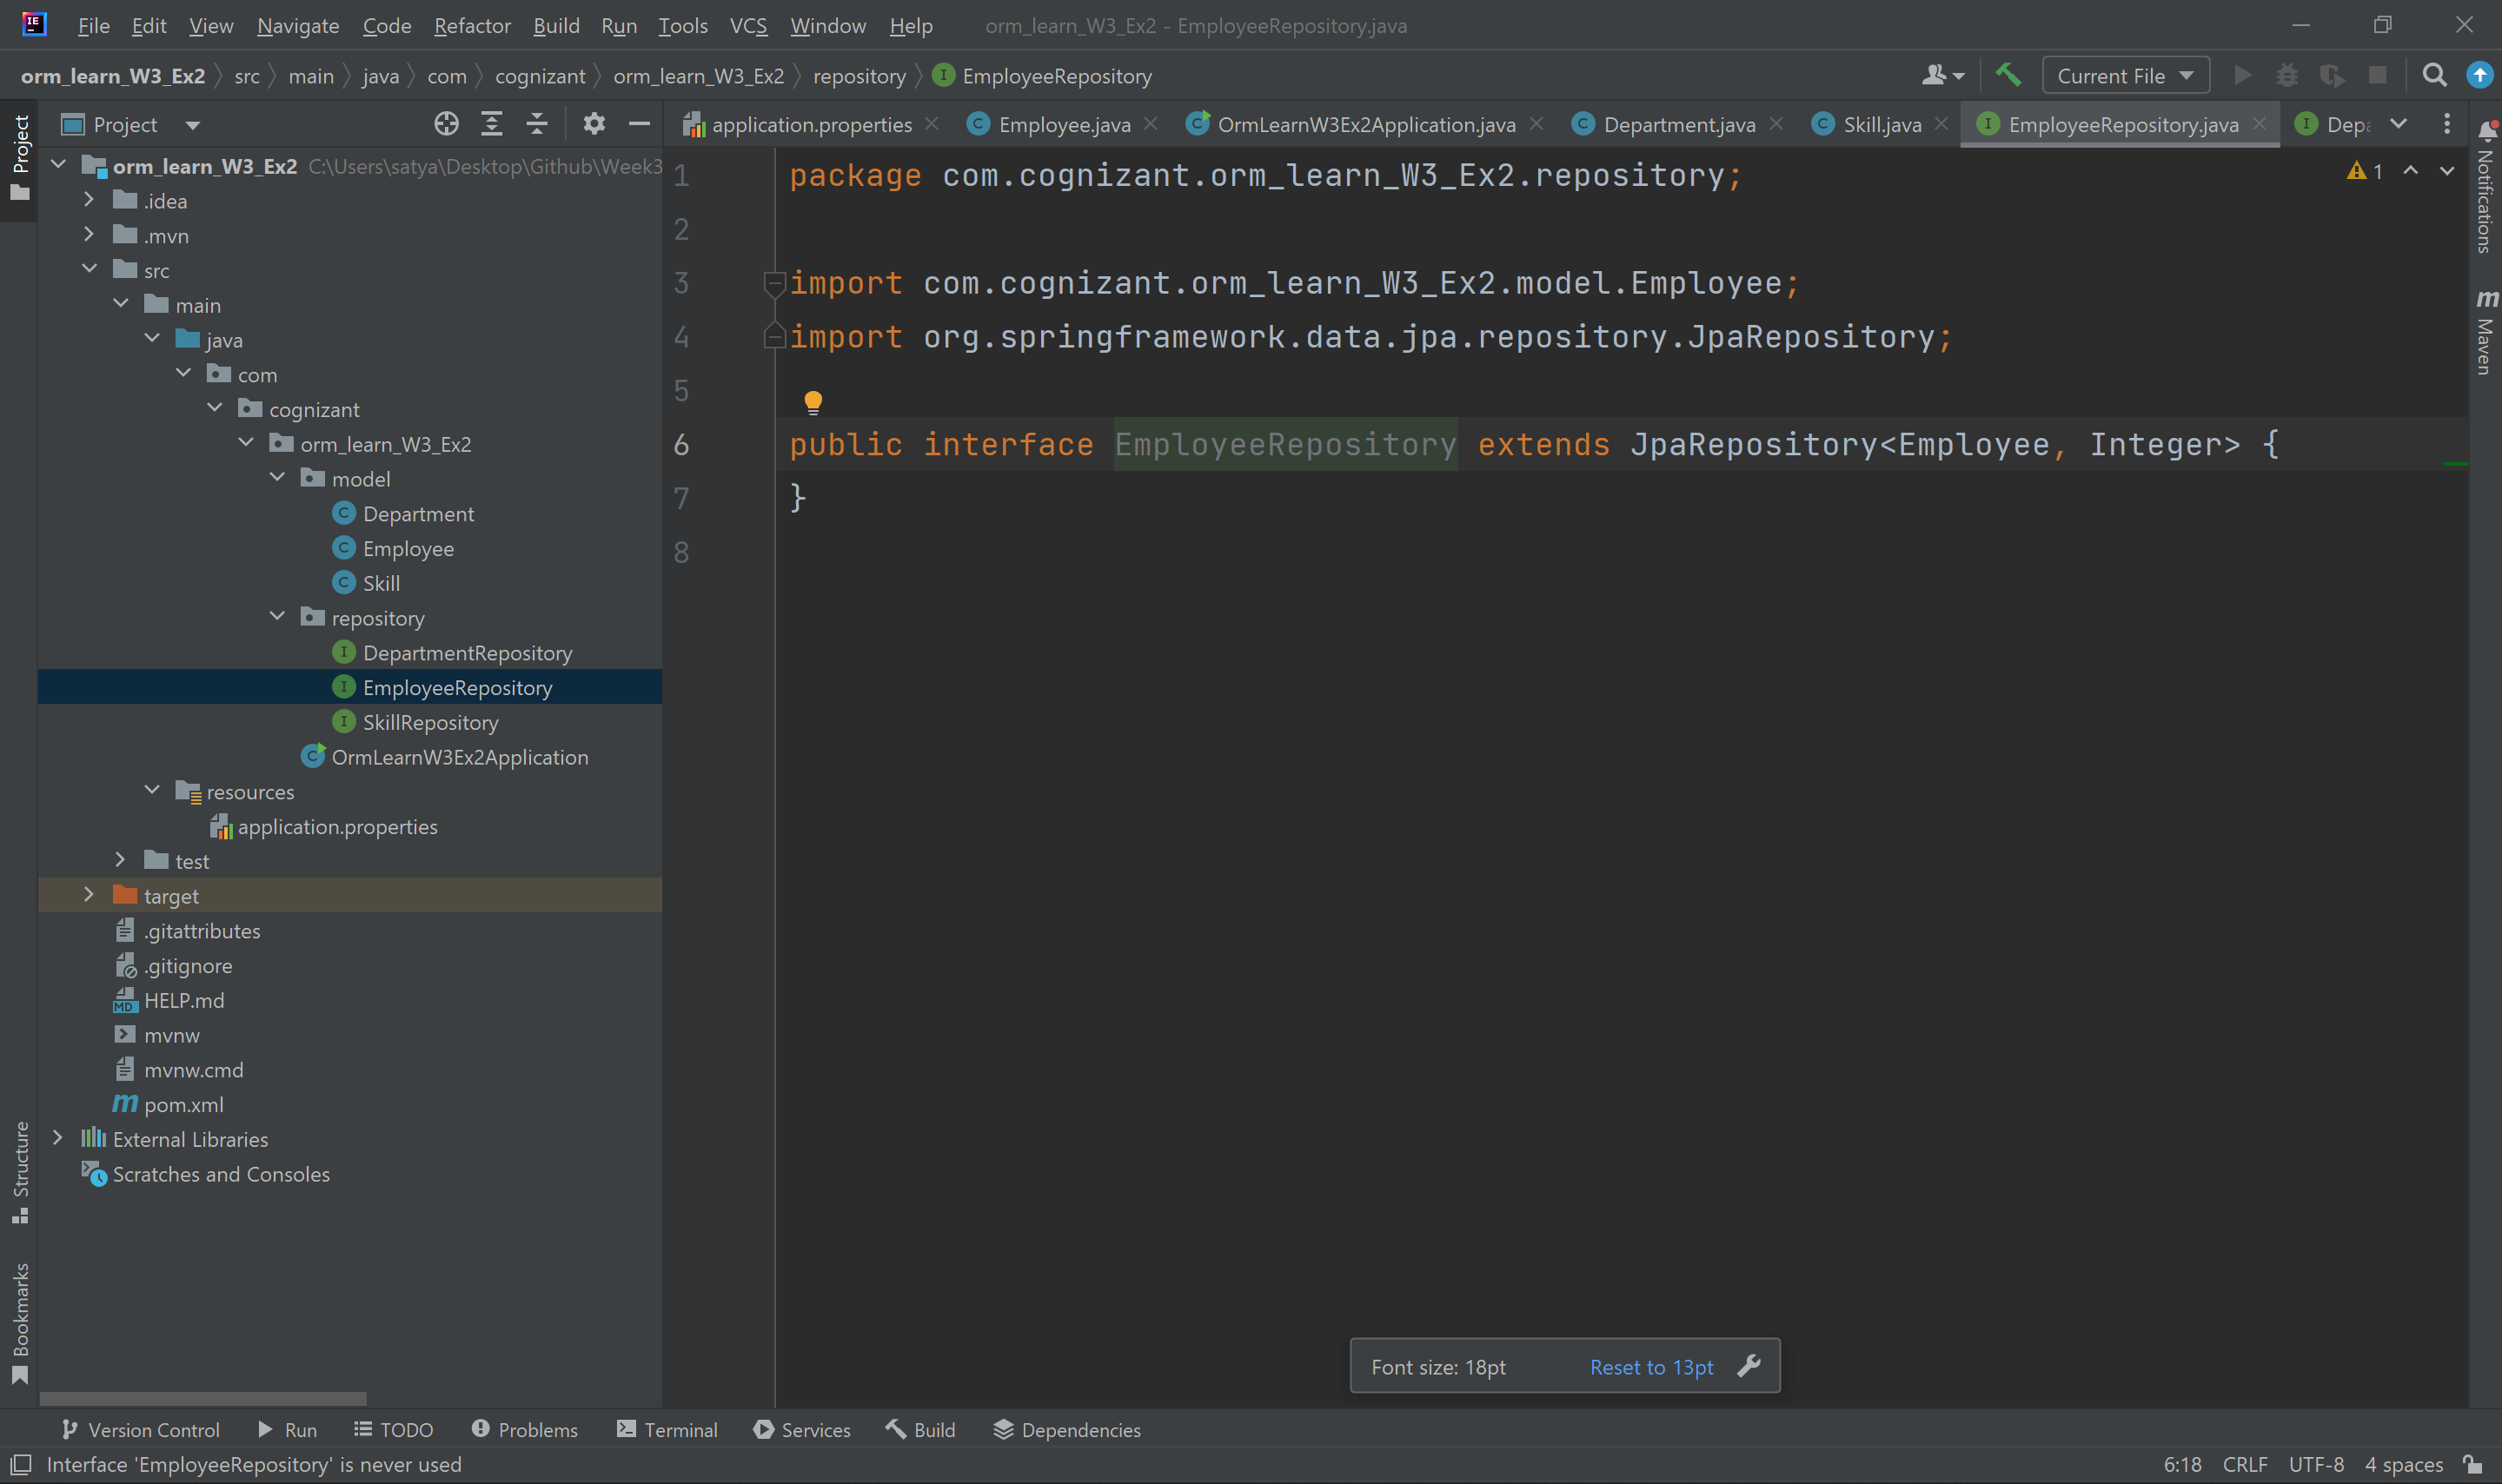 File Edit View Navigate Code Refactor Build Run Tools VCS Window Help orm_learn_W3_Ex2 - EmployeeRepository.java
orm_learn_W3_Ex2 src main java com cognizant orm_learn_W3_Ex2 repository EmployeeRepository Current File
Project
application.properties Employee.java OrmLearnW3Ex2Application.java Department.java Skill.java EmployeeRepository.java Depa
Project
orm_learn_W3_Ex2 C:\Users\satya\Desktop\Github\Week3
.idea
.mvn
src
main
java
com
cognizant
orm_learn_W3_Ex2
model
Department
Employee
Skill
repository
DepartmentRepository
EmployeeRepository
SkillRepository
OrmLearnW3Ex2Application
resources
application.properties
test
target
.gitattributes
.gitignore
HELP.md
mvnw
mvnw.cmd
pom.xml
External Libraries
Scratches and Consoles
Structure
Bookmarks
1 package com.cognizant.orm_learn_W3_Ex2.repository;
2
3 import com.cognizant.orm_learn_W3_Ex2.model.Employee;
4 import org.springframework.data.jpa.repository.JpaRepository;
5
6 public interface EmployeeRepository extends JpaRepository<Employee, Integer> {
7 }
8
1
Notifications
Maven
Font size: 18pt Reset to 13pt
Version Control Run TODO Problems Terminal Services Build Dependencies
Interface 'EmployeeRepository' is never used 6:18 CRLF UTF-8 4 spaces